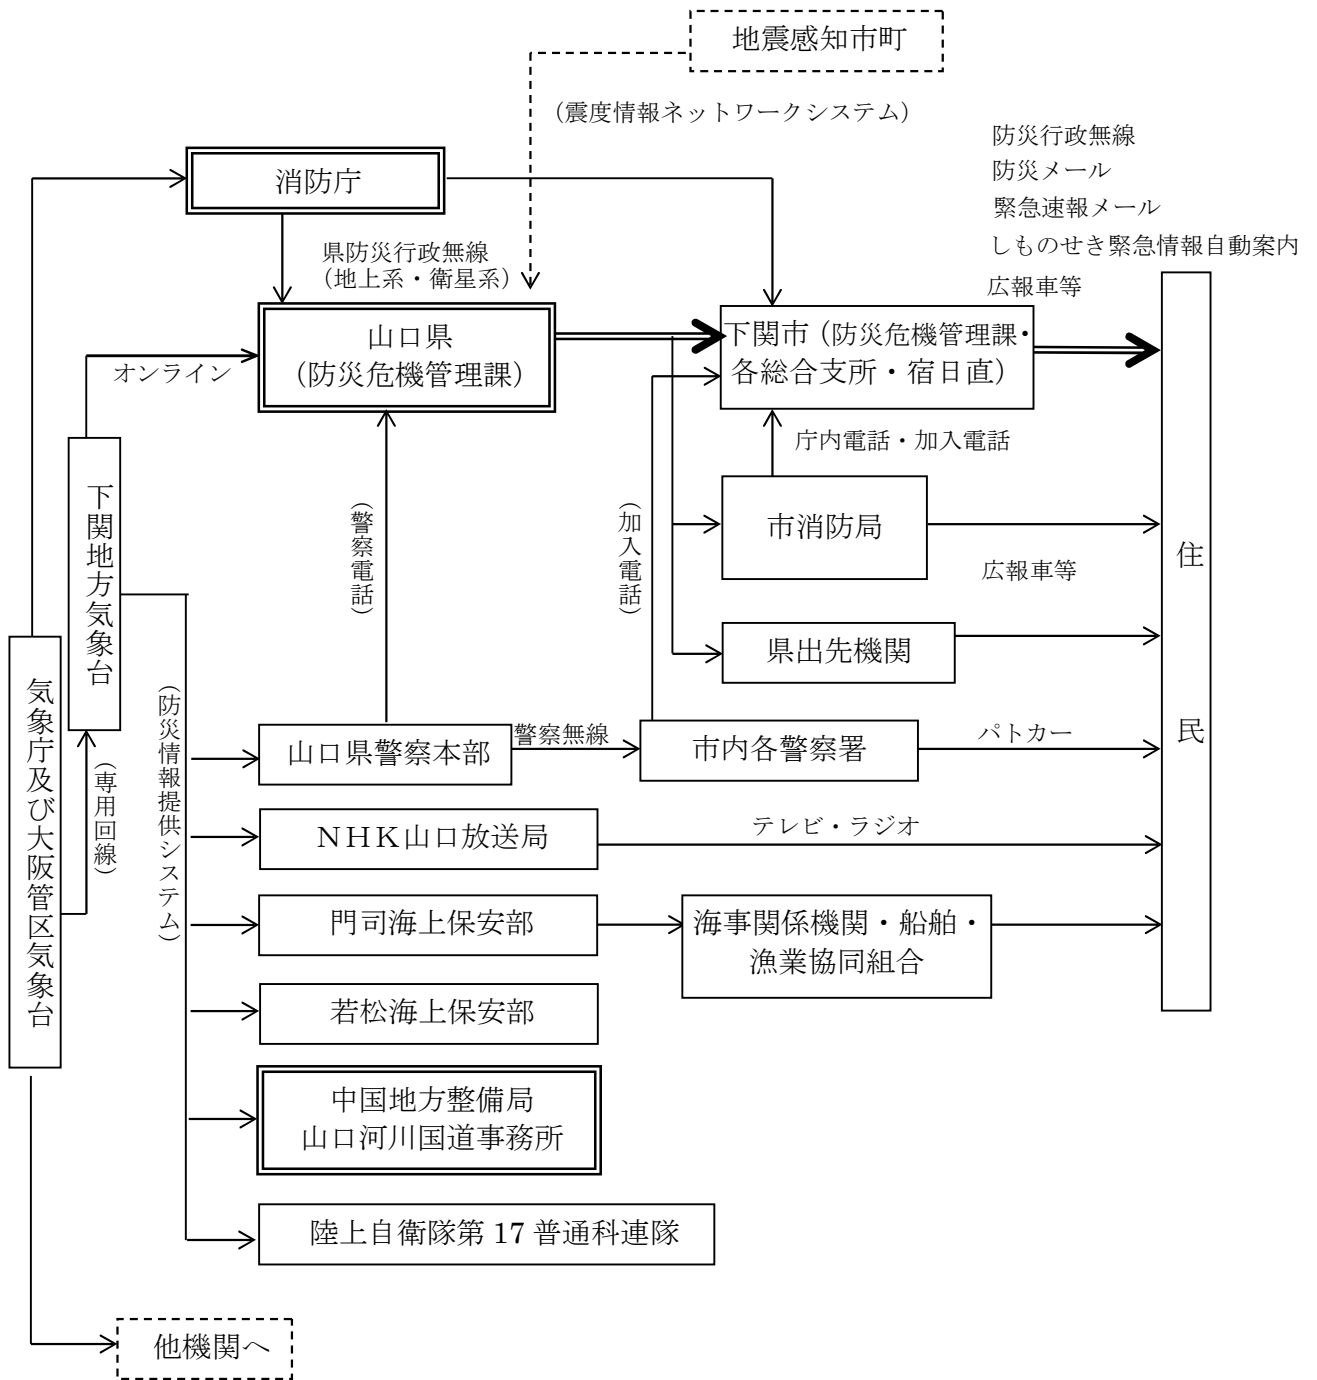 地震感知市町
（震度情報ネットワークシステム）
防災行政無線
防災メール
緊急速報メール
しものせき緊急情報自動案内
広報車等
消防庁
県防災行政無線
（地上系・衛星系）
山口県
（防災危機管理課）
下関市（防災危機管理課・
各総合支所・宿日直）
オンライン
庁内電話・加入電話
下関地方気象台
（警察電話）
（加入電話）
市消防局
広報車等
県出先機関
住民
気象庁及び大阪管区気象台
（専用回線）
（防災情報提供システム）
山口県警察本部
警察無線
市内各警察署
パトカー
ＮＨＫ山口放送局
テレビ・ラジオ
門司海上保安部
海事関係機関・船舶・
漁業協同組合
若松海上保安部
中国地方整備局
山口河川国道事務所
陸上自衛隊第 17 普通科連隊
他機関へ